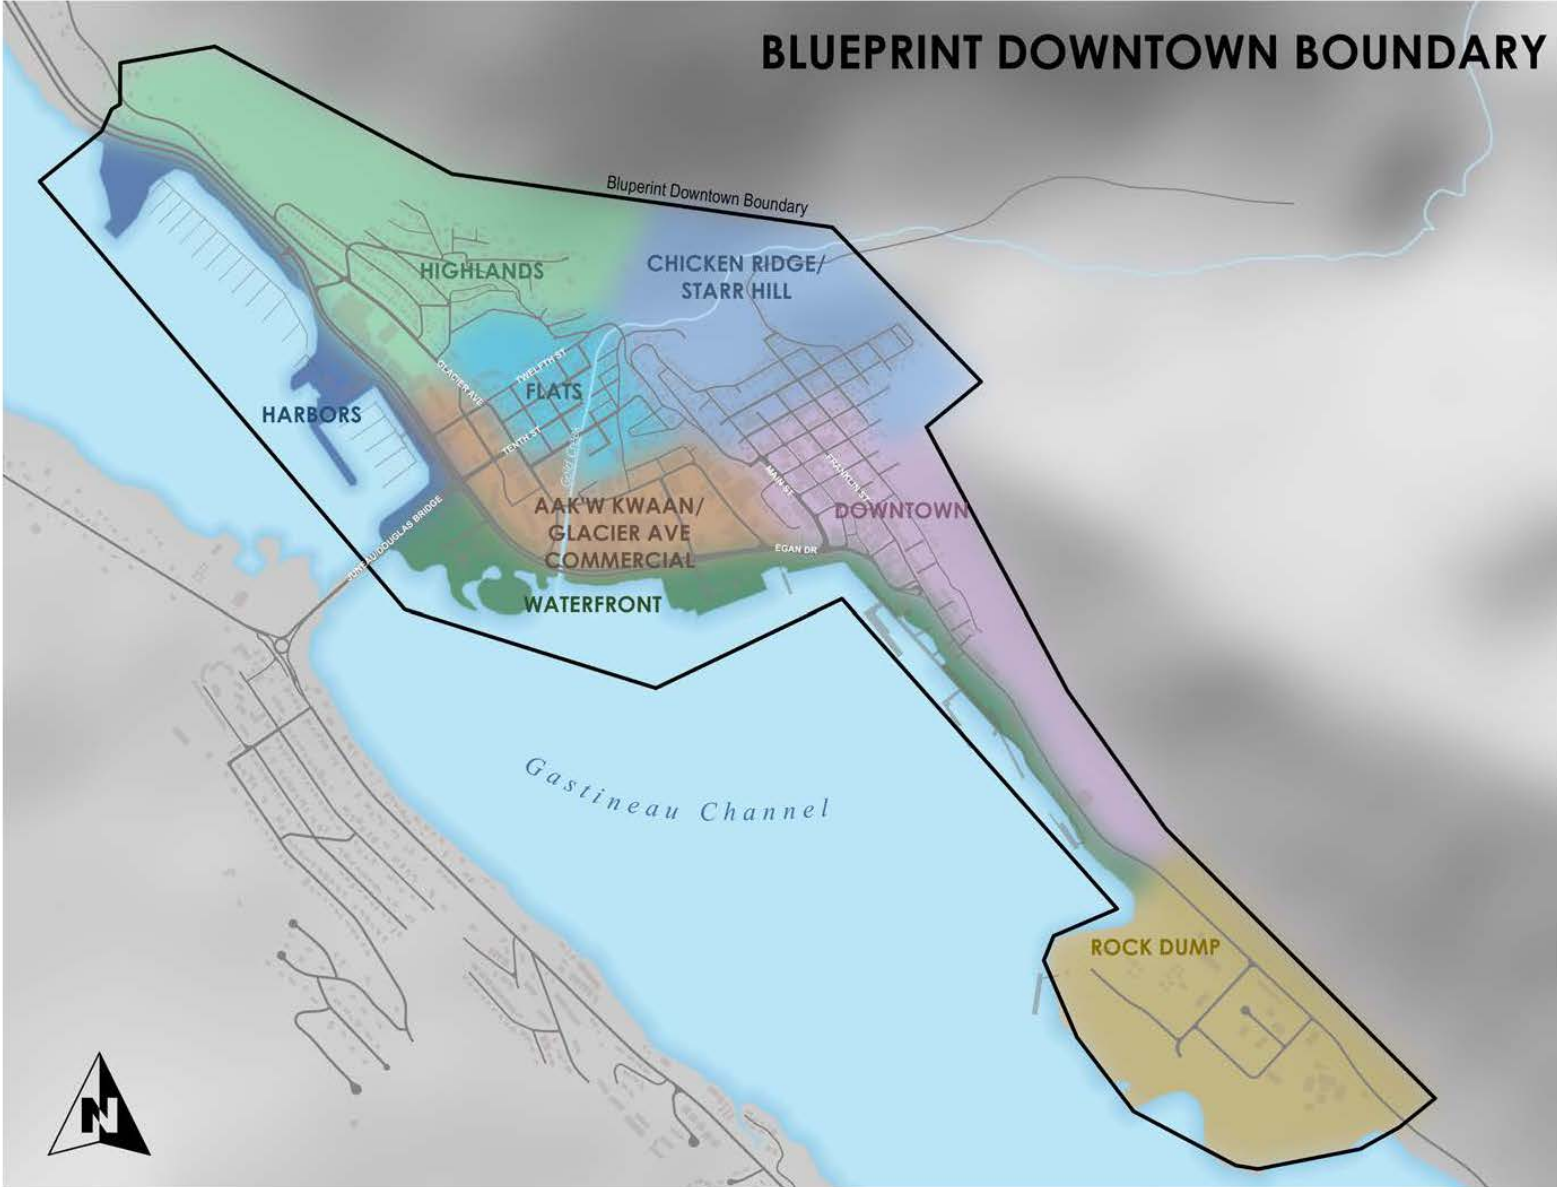 BLUEPRINT DOWNTOWN BOUNDARY
Bluperint Downtown Boundary
HIGHLANDS
CHICKEN RIDGE/
STARR HILL
GLACIER AVE
TWELFTH ST
FLATS
HARBORS
TENTH ST
Gold Creek
MAIN ST
FRANKLIN ST
DOWNTOWN
AAK'W KWAAN/
GLACIER AVE
COMMERCIAL
JUNEAU/DOUGLAS BRIDGE
EGAN DR
WATERFRONT
Gastineau Channel
ROCK DUMP
N